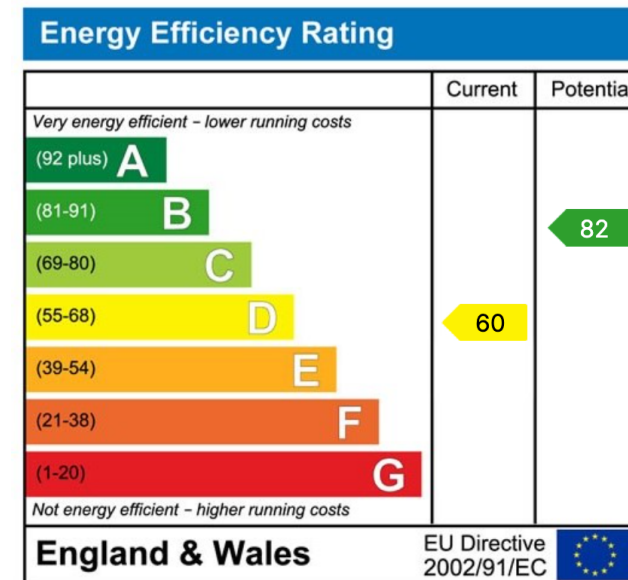 Energy Efficiency Rating
Current Potentia
Very energy efficient – lower running costs
(92 plus) A
(81-91) B
82
(69-80) C
(55-68) D
60
(39-54) E
(21-38) F
(1-20) G
Not energy efficient – higher running costs
England & Wales
EU Directive
2002/91/EC